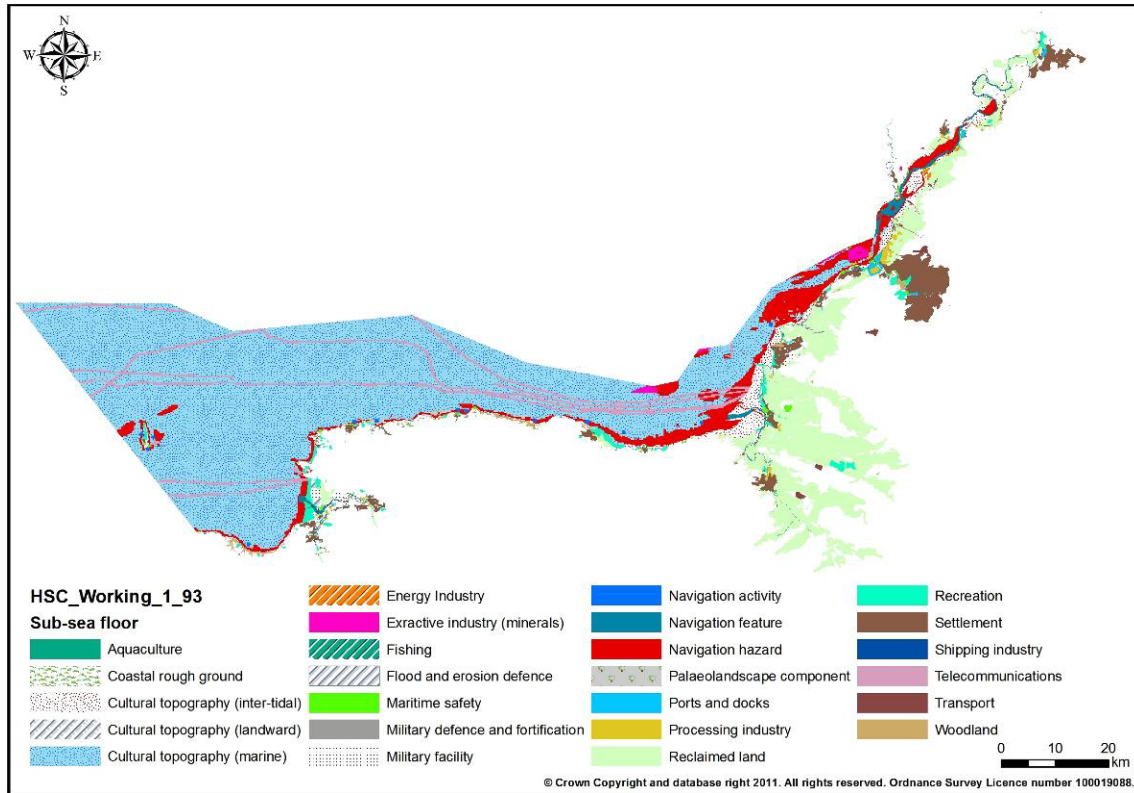 N
W E
S
HSC_Working_1_93
Sub-sea floor
Aquaculture
Coastal rough ground
Cultural topography (inter-tidal)
Cultural topography (landward)
Cultural topography (marine)
Energy Industry
Exractive industry (minerals)
Fishing
Flood and erosion defence
Maritime safety
Military defence and fortification
Military facility
Navigation activity
Navigation feature
Navigation hazard
Palaeolandscape component
Ports and docks
Processing industry
Reclaimed land
Recreation
Settlement
Shipping industry
Telecommunications
Transport
Woodland
0 10 20
km
© Crown Copyright and database right 2011. All rights reserved. Ordnance Survey Licence number 100019088.